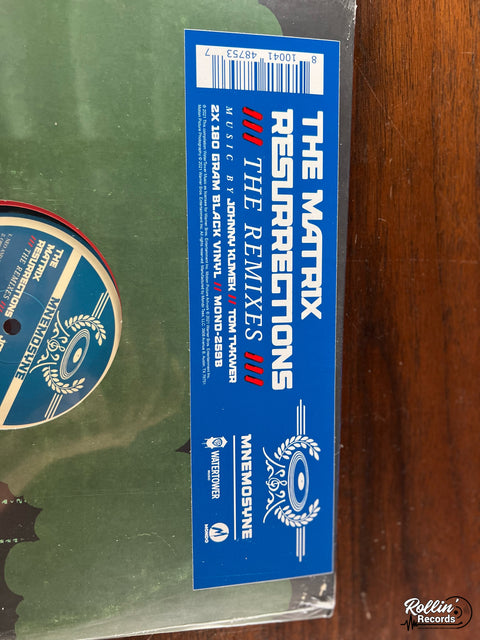 8 10041 48753 7
THE MATRIX
RESURRECTIONS
/// THE REMIXES ///
MUSIC BY JOHNNY KLIMEK // TOM TYKWER
2X 180 GRAM BLACK VINYL // MOND-259B
MNEMOSYNE
WATERTOWER
MUSIC
MONDO
THE
MATRIX
RESURRECTIONS
/// THE REMIXES //
MNEMOSYNE
Rollin'
Records